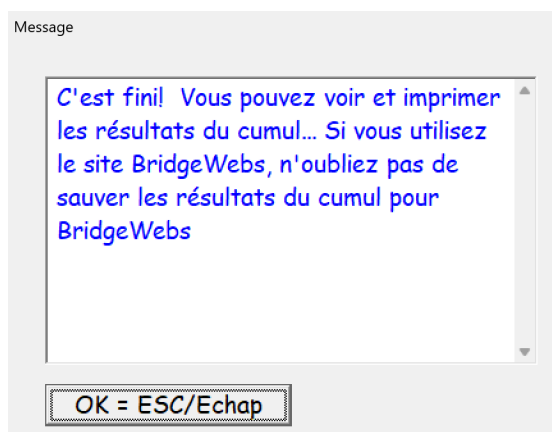 Message
C'est fini!  Vous pouvez voir et imprimer
les résultats du cumul... Si vous utilisez
le site BridgeWebs, n'oubliez pas de
sauver les résultats du cumul pour
BridgeWebs
OK = ESC/Echap